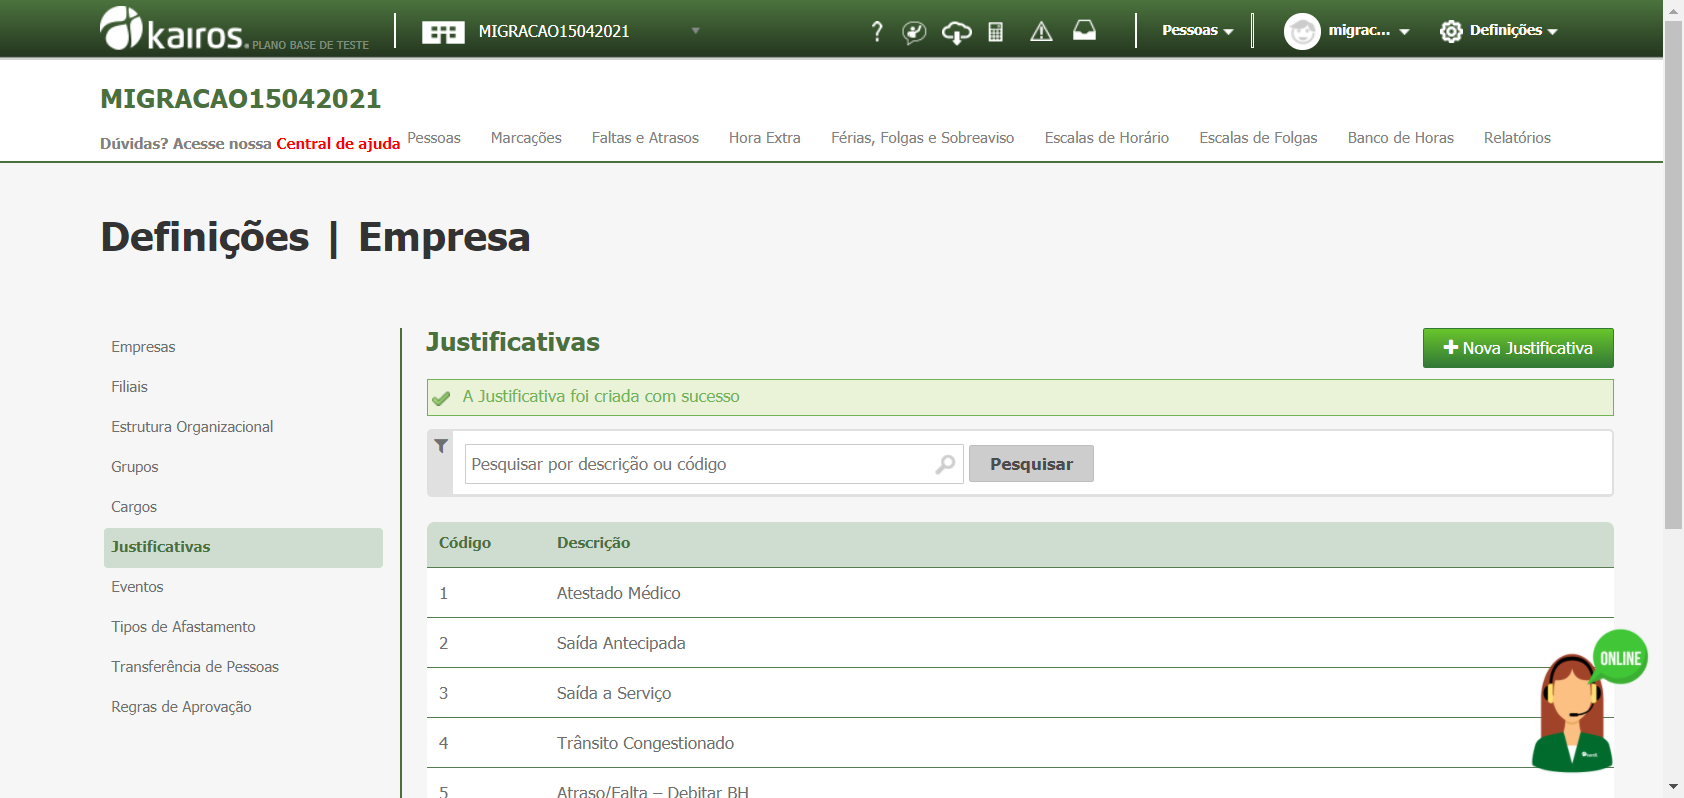 kairos. PLANO BASE DE TESTE
MIGRACAO15042021
?
Pessoas
migrac...
Definições
MIGRACAO15042021
Dúvidas? Acesse nossa Central de ajuda
Pessoas
Marcações
Faltas e Atrasos
Hora Extra
Férias, Folgas e Sobreaviso
Escalas de Horário
Escalas de Folgas
Banco de Horas
Relatórios
Definições | Empresa
Empresas
Filiais
Estrutura Organizacional
Grupos
Cargos
Justificativas
Eventos
Tipos de Afastamento
Transferência de Pessoas
Regras de Aprovação
Justificativas
Nova Justificativa
A Justificativa foi criada com sucesso
Pesquisar por descrição ou código
Pesquisar
Código Descrição
1 Atestado Médico
2 Saída Antecipada
3 Saída a Serviço
4 Trânsito Congestionado
5 Atraso/Falta – Debitar BH
ONLINE